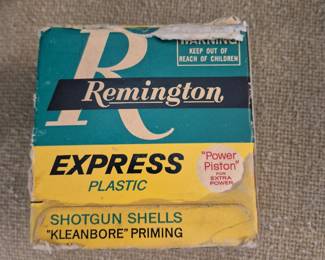 WARNING
KEEP OUT OF
REACH OF CHILDREN
R
Remington
EXPRESS
PLASTIC
"Power
Piston"
FOR
EXTRA
POWER
SHOTGUN SHELLS
"KLEANBORE" PRIMING